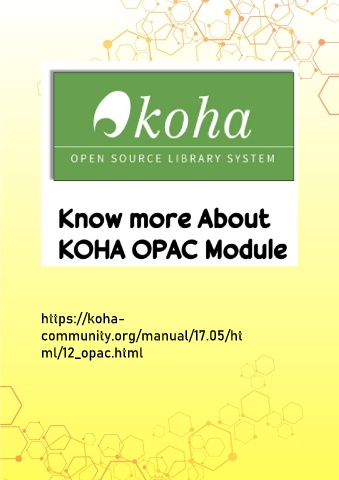 koha
OPEN SOURCE LIBRARY SYSTEM
Know more About
KOHA OPAC Module
https://koha-
community.org/manual/17.05/ht
ml/12_opac.html